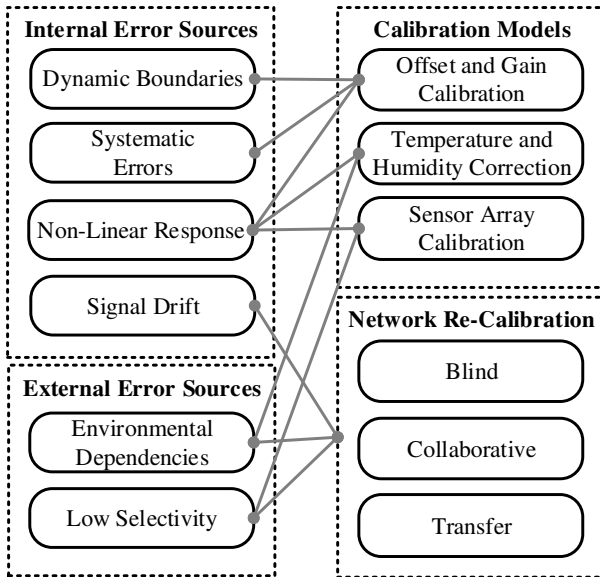 Internal Error Sources
Dynamic Boundaries
Systematic
Errors
Non-Linear Response
Signal Drift
External Error Sources
Environmental
Dependencies
Low Selectivity
Calibration Models
Offset and Gain
Calibration
Temperature and
Humidity Correction
Sensor Array
Calibration
Network Re-Calibration
Blind
Collaborative
Transfer